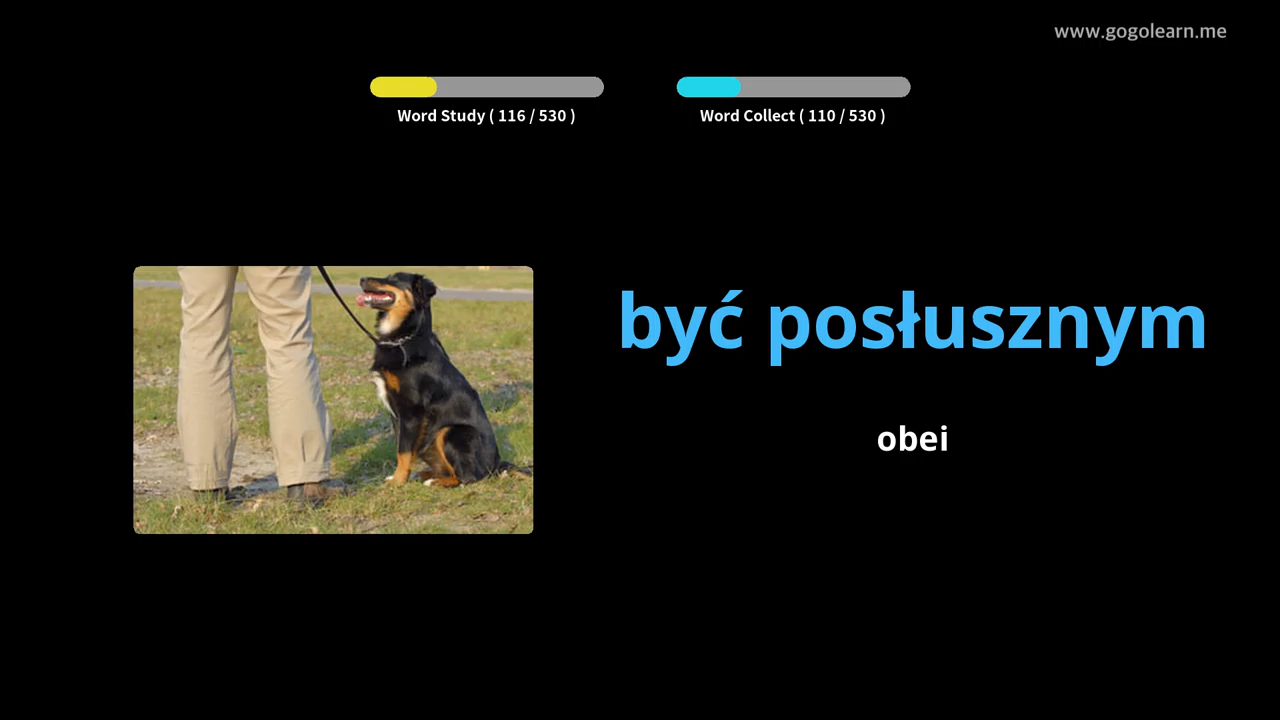 www.gogolearn.me
Word Study ( 116 / 530 )
Word Collect ( 110 / 530 )
być posłusznym
obei